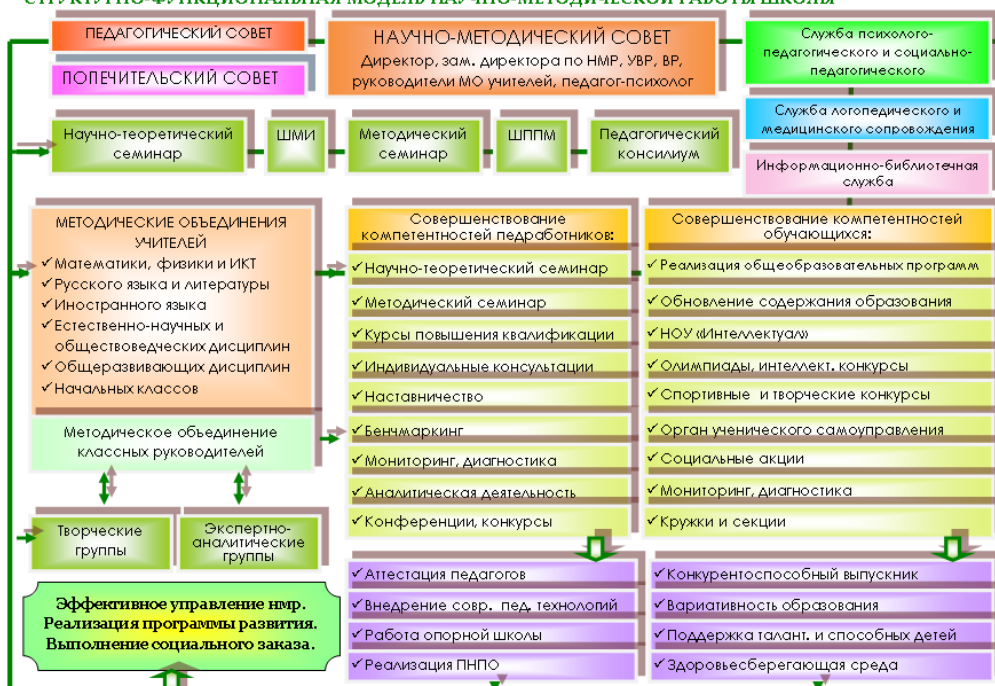 СТРУКТУРНО-ФУНКЦИОНАЛЬНАЯ МОДЕЛЬ НАУЧНО-МЕТОДИЧЕСКОЙ РАБОТЫ ШКОЛЫ
ПЕДАГОГИЧЕСКИЙ СОВЕТ
ПОПЕЧИТЕЛЬСКИЙ СОВЕТ
НАУЧНО-МЕТОДИЧЕСКИЙ СОВЕТ
Директор, зам. директора по НМР, УВР, ВР,
руководители МО учителей, педагог-психолог
Служба психолого-
педагогического и социально-
педагогического
Служба логопедического и
медицинского сопровождения
Информационно-библиотечная
служба
Научно-теоретический
семинар
ШМИ
Методический
семинар
ШППМ
Педагогический
консилиум
МЕТОДИЧЕСКИЕ ОБЪЕДИНЕНИЯ
УЧИТЕЛЕЙ
✓Математики, физики и ИКТ
✓Русского языка и литературы
✓Иностранного языка
✓Естественно-научных и
обществоведческих дисциплин
✓Общеразвивающих дисциплин
✓Начальных классов
Методическое объединение
классных руководителей
Творческие
группы
Экспертно-
аналитические
группы
Эффективное управление нмр.
Реализация программы развития.
Выполнение социального заказа.
Совершенствование
компетентностей педработников:
✓Научно-теоретический семинар
✓Методический семинар
✓Курсы повышения квалификации
✓Индивидуальные консультации
✓Наставничество
✓Бенчмаркинг
✓Мониторинг, диагностика
✓Аналитическая деятельность
✓Конференции, конкурсы
✓Аттестация педагогов
✓Внедрение совр. пед. технологий
✓Работа опорной школы
✓Реализация ПНПО
Совершенствование компетентностей
обучающихся:
✓Реализация общеобразовательных программ
✓Обновление содержания образования
✓НОУ «Интеллектуал»
✓Олимпиады, интеллект. конкурсы
✓Спортивные и творческие конкурсы
✓Орган ученического самоуправления
✓Социальные акции
✓Мониторинг, диагностика
✓Кружки и секции
✓Конкурентоспособный выпускник
✓Вариативность образования
✓Поддержка талант. и способных детей
✓Здоровьесберегающая среда